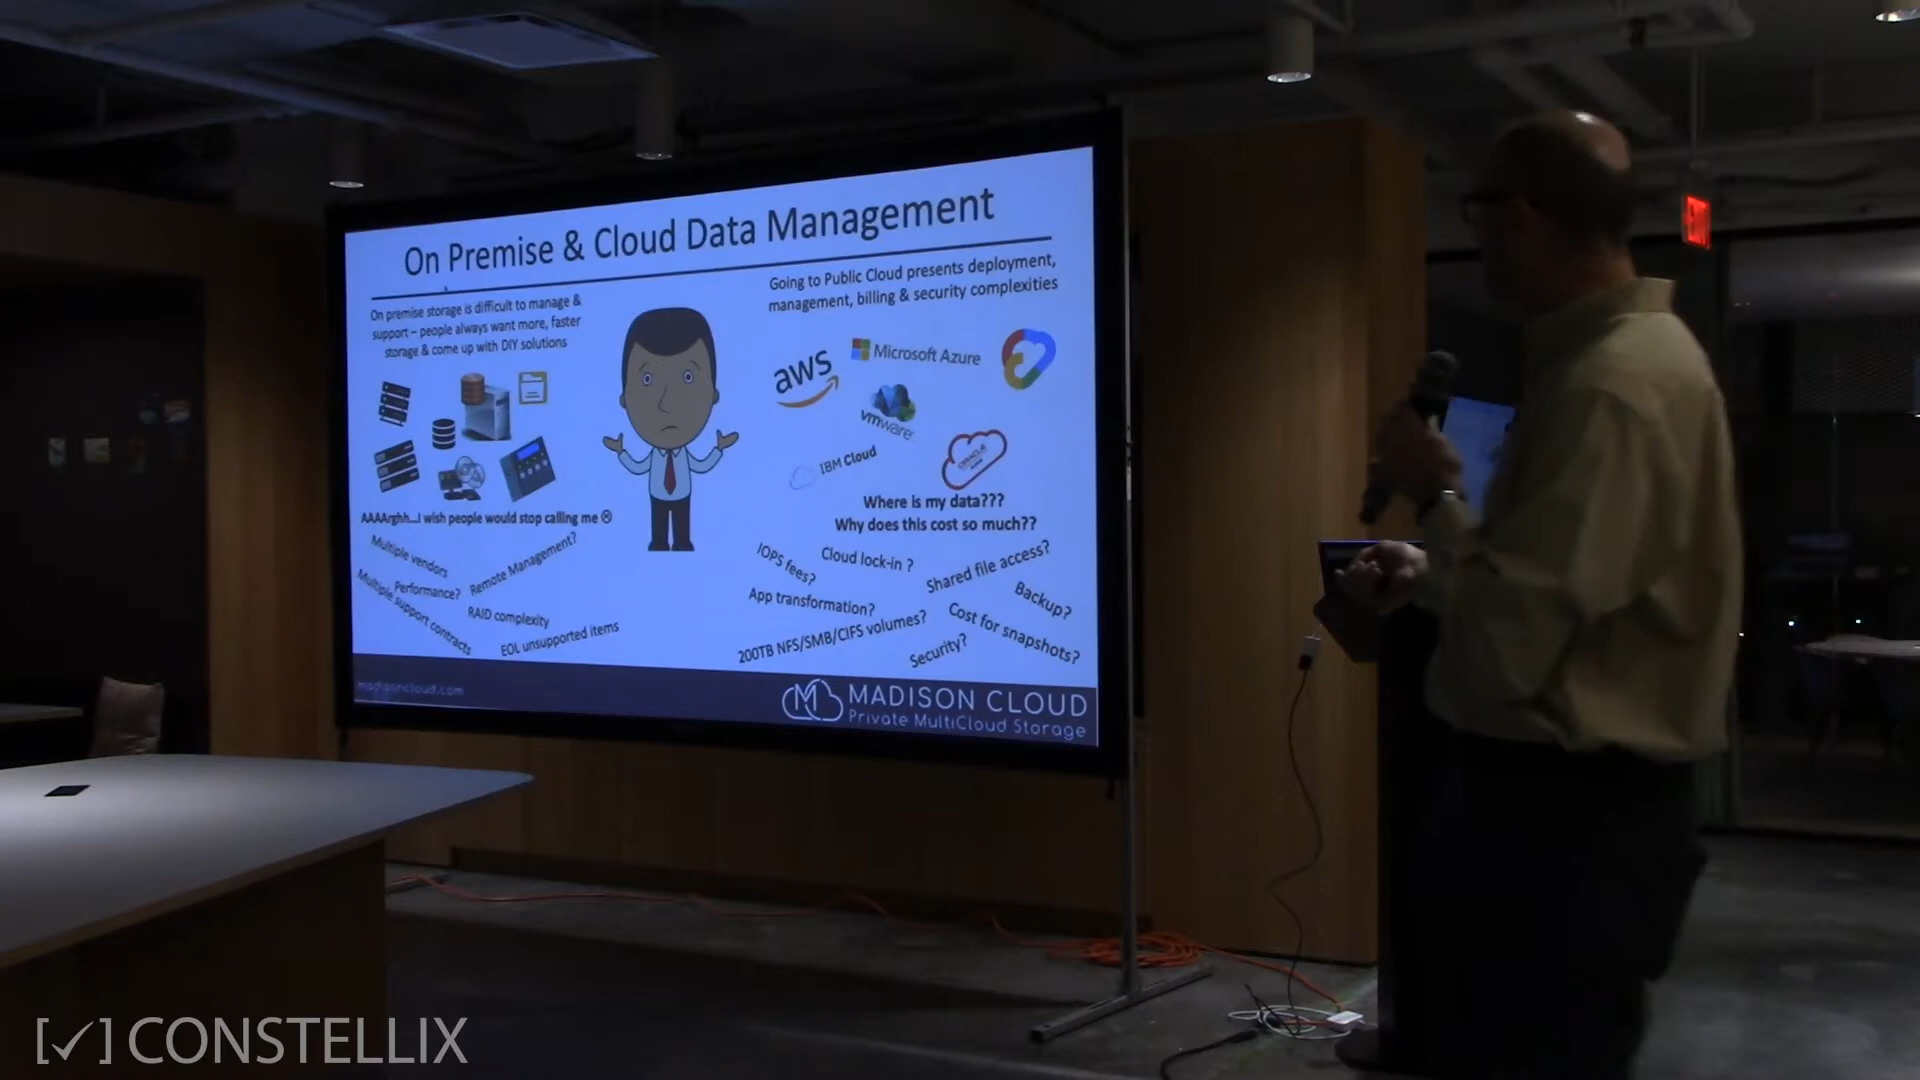 On Premise & Cloud Data Management
On premise storage is difficult to manage &
support – people always want more, faster
storage & come up with DIY solutions
AAAArghh...I wish people would stop calling me ☹
Multiple vendors
Remote Management?
Performance?
Multiple support contracts
RAID complexity
EOL unsupported items
Going to Public Cloud presents deployment,
management, billing & security complexities
aws
Microsoft Azure
vmware
IBM Cloud
ORACLE
Where is my data???
Why does this cost so much??
IOPS fees?
Cloud lock-in ?
Shared file access?
App transformation?
Backup?
200TB NFS/SMB/CIFS volumes?
Cost for snapshots?
Security?
madisoncloud.com
MADISON CLOUD
Private MultiCloud Storage
[✓] CONSTELLIX